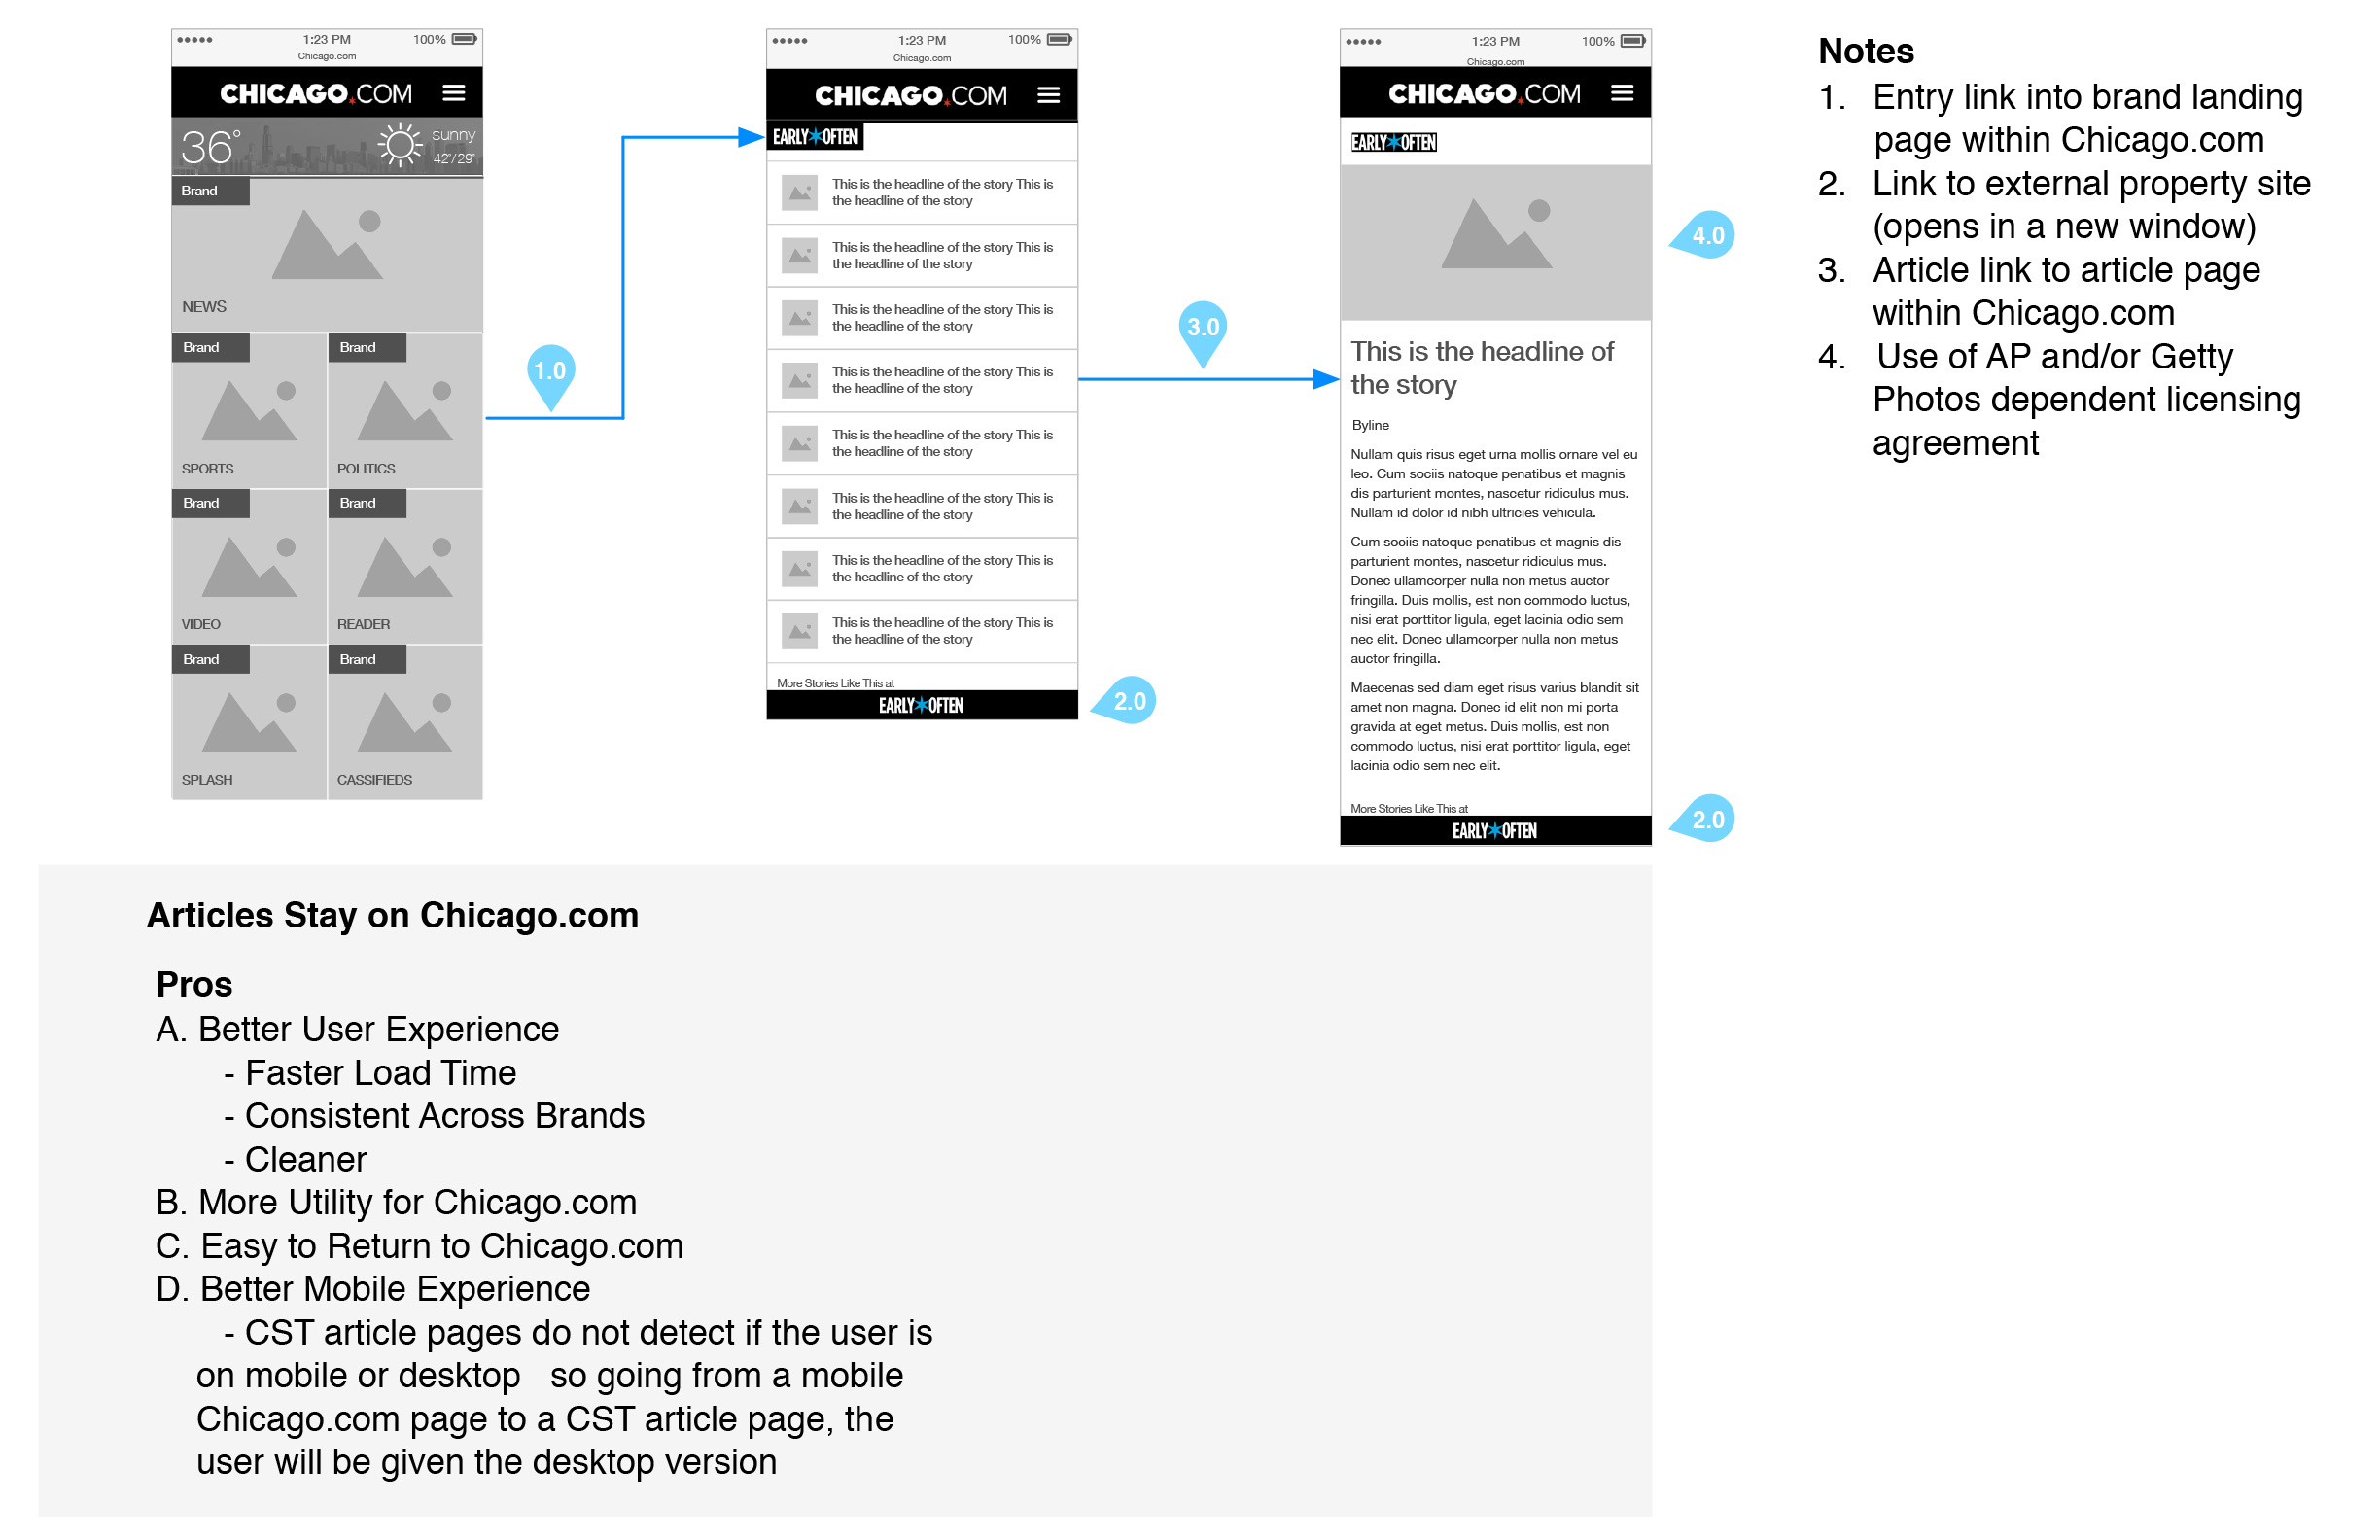 1:23 PM 100%
Chicago.com
CHICAGO.COM
36° sunny
42°/29°
Brand
NEWS
Brand Brand
SPORTS POLITICS
Brand Brand
VIDEO READER
Brand Brand
SPLASH CASSIFIEDS
1.0
1:23 PM 100%
Chicago.com
CHICAGO.COM
EARLY OFTEN
This is the headline of the story This is
the headline of the story
This is the headline of the story This is
the headline of the story
This is the headline of the story This is
the headline of the story
This is the headline of the story This is
the headline of the story
This is the headline of the story This is
the headline of the story
This is the headline of the story This is
the headline of the story
This is the headline of the story This is
the headline of the story
This is the headline of the story This is
the headline of the story
More Stories Like This at
EARLY OFTEN
2.0
3.0
1:23 PM 100%
Chicago.com
CHICAGO.COM
EARLY OFTEN
4.0
This is the headline of
the story
Byline
Nullam quis risus eget urna mollis ornare vel eu
leo. Cum sociis natoque penatibus et magnis
dis parturient montes, nascetur ridiculus mus.
Nullam id dolor id nibh ultricies vehicula.
Cum sociis natoque penatibus et magnis dis
parturient montes, nascetur ridiculus mus.
Donec ullamcorper nulla non metus auctor
fringilla. Duis mollis, est non commodo luctus,
nisi erat porttitor ligula, eget lacinia odio sem
nec elit. Donec ullamcorper nulla non metus
auctor fringilla.
Maecenas sed diam eget risus varius blandit sit
amet non magna. Donec id elit non mi porta
gravida at eget metus. Duis mollis, est non
commodo luctus, nisi erat porttitor ligula, eget
lacinia odio sem nec elit.
More Stories Like This at
EARLY OFTEN
2.0
Notes
1. Entry link into brand landing
page within Chicago.com
2. Link to external property site
(opens in a new window)
3. Article link to article page
within Chicago.com
4. Use of AP and/or Getty
Photos dependent licensing
agreement
Articles Stay on Chicago.com
Pros
A. Better User Experience
- Faster Load Time
- Consistent Across Brands
- Cleaner
B. More Utility for Chicago.com
C. Easy to Return to Chicago.com
D. Better Mobile Experience
- CST article pages do not detect if the user is
on mobile or desktop so going from a mobile
Chicago.com page to a CST article page, the
user will be given the desktop version